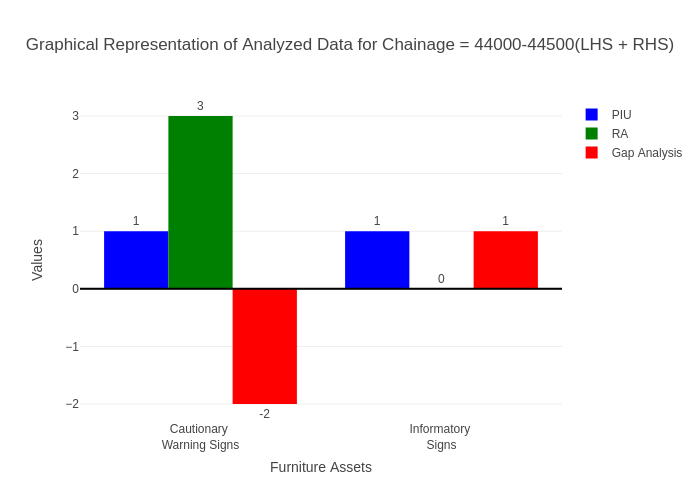 Graphical Representation of Analyzed Data for Chainage = 44000-44500(LHS + RHS)
PIU
RA
Gap Analysis
Values
3
2
1
0
−1
−2
1
3
-2
1
0
1
Cautionary
Warning Signs
Informatory
Signs
Furniture Assets